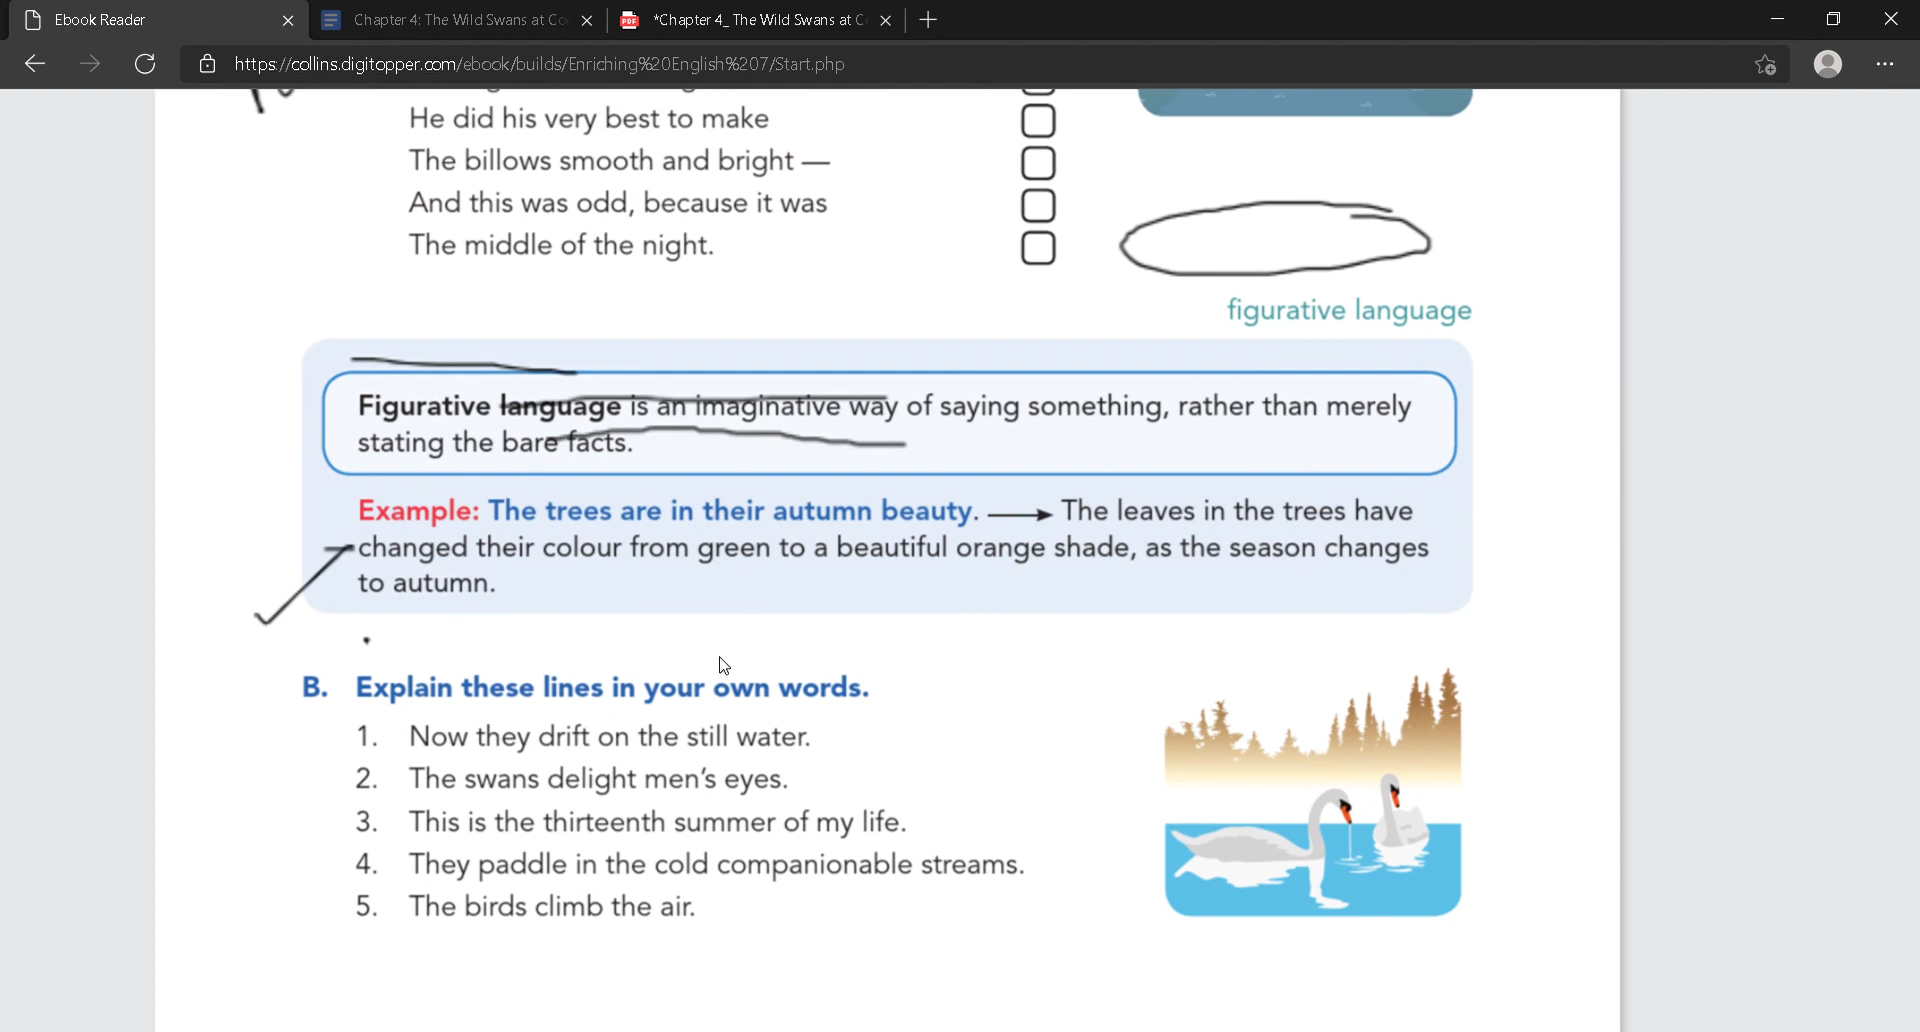 Ebook Reader
Chapter 4: The Wild Swans at Co
*Chapter 4_ The Wild Swans at C
https://collins.digitopper.com/ebook/builds/Enriching%20English%207/Start.php
He did his very best to make
The billows smooth and bright —
And this was odd, because it was
The middle of the night.
figurative language
Figurative language is an imaginative way of saying something, rather than merely
stating the bare facts.
Example: The trees are in their autumn beauty. → The leaves in the trees have
changed their colour from green to a beautiful orange shade, as the season changes
to autumn.
B. Explain these lines in your own words.
1. Now they drift on the still water.
2. The swans delight men's eyes.
3. This is the thirteenth summer of my life.
4. They paddle in the cold companionable streams.
5. The birds climb the air.